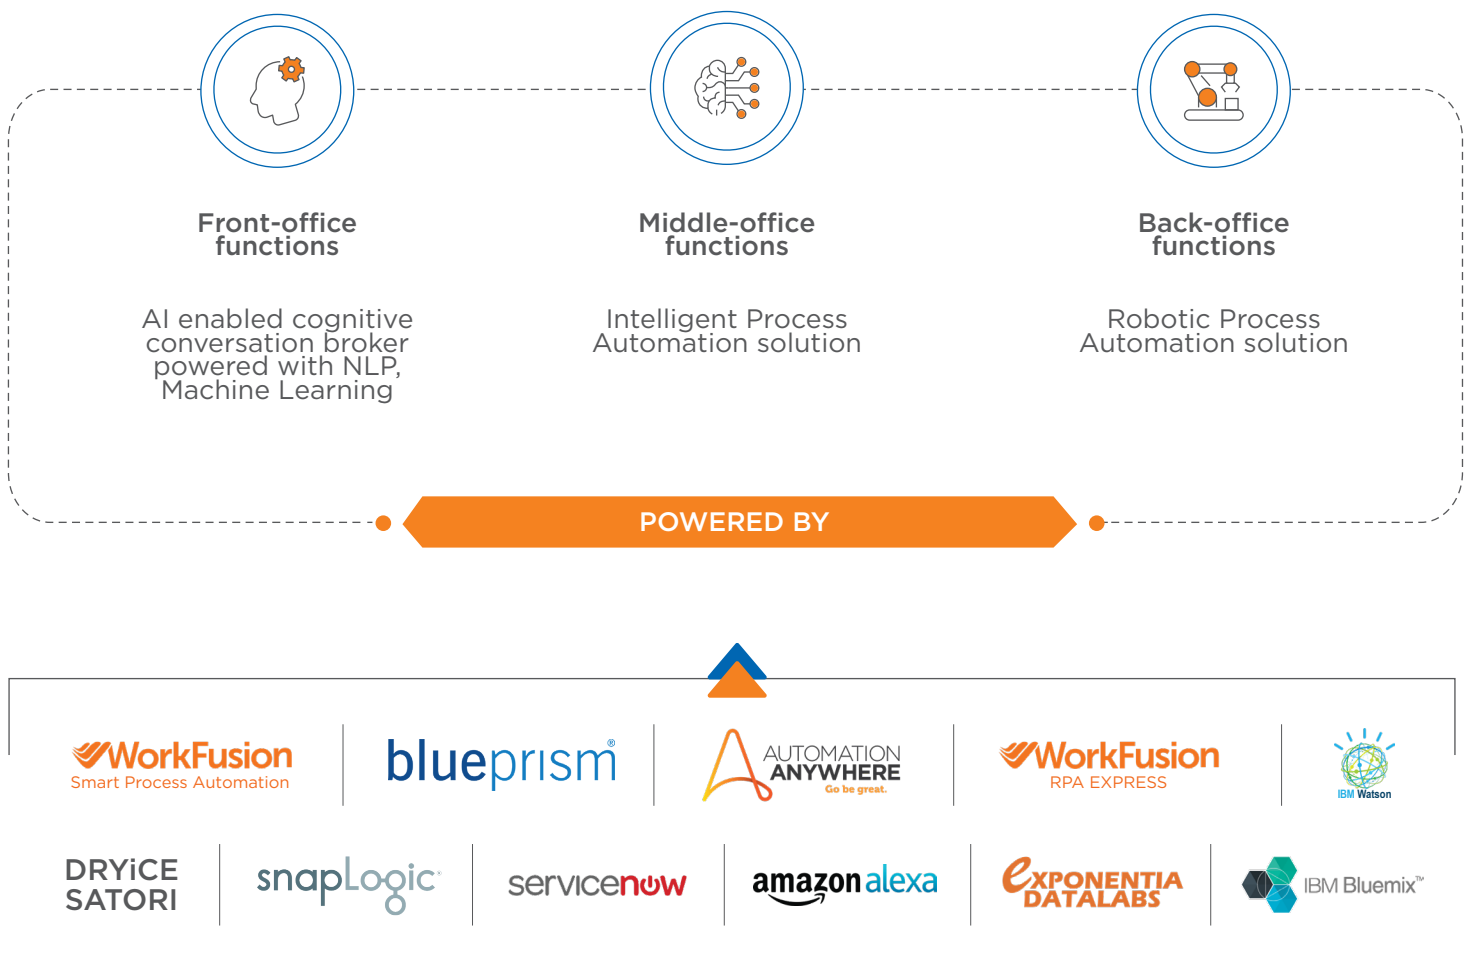 Front-office
functions
AI enabled cognitive
conversation broker
powered with NLP,
Machine Learning
Middle-office
functions
Intelligent Process
Automation solution
Back-office
functions
Robotic Process
Automation solution
POWERED BY
WorkFusion
Smart Process Automation
blueprism®
AUTOMATION
ANYWHERE
Go be great.
WorkFusion
RPA EXPRESS
IBM Watson
DRYiCE
SATORI
snapLogic
servicenow
amazon alexa
EXPONENTIA
DATALABS
IBM Bluemix™